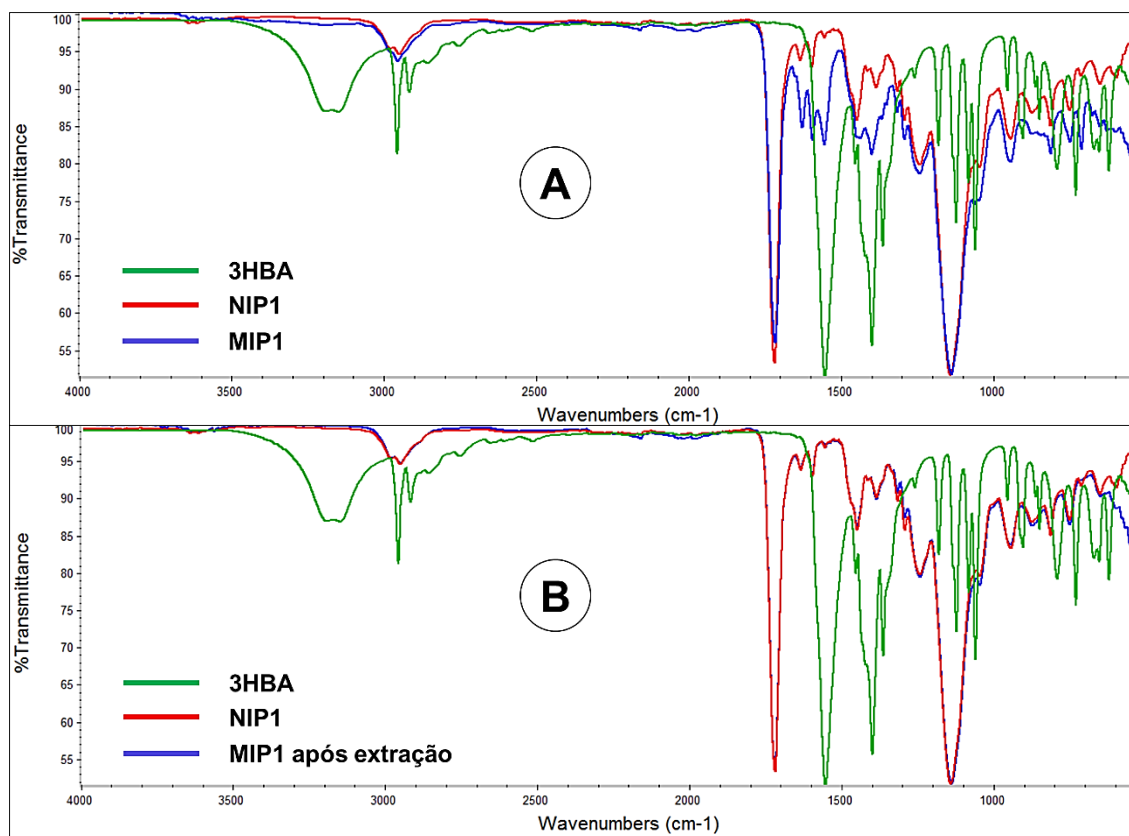 100
95
90
85
80
75
70
65
60
55
%Transmittance
A
3HBA
NIP1
MIP1
4000
3500
3000
2500
2000
1500
1000
Wavenumbers (cm-1)
100
95
90
85
80
75
70
65
60
55
%Transmittance
B
3HBA
NIP1
MIP1 após extração
4000
3500
3000
2500
2000
1500
1000
Wavenumbers (cm-1)